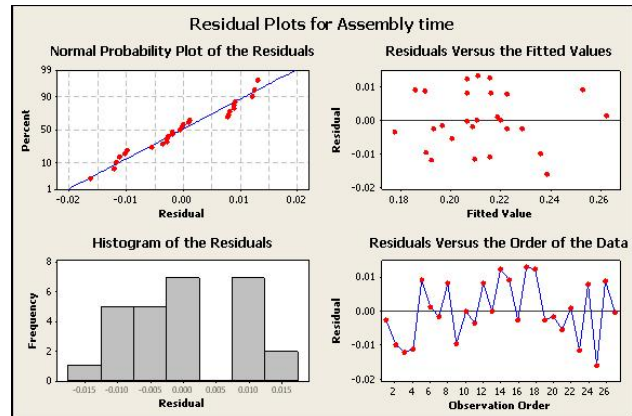 Residual Plots for Assembly time
Normal Probability Plot of the Residuals
99
90
50
10
1
Percent
-0.02 -0.01 0.00 0.01 0.02
Residual
Residuals Versus the Fitted Values
0.01
0.00
-0.01
-0.02
Residual
0.18 0.20 0.22 0.24 0.26
Fitted Value
Histogram of the Residuals
8
6
4
2
0
Frequency
-0.015 -0.010 -0.005 0.000 0.005 0.010 0.015
Residual
Residuals Versus the Order of the Data
0.01
0.00
-0.01
-0.02
Residual
2 4 6 8 10 12 14 16 18 20 22 24 26
Observation Order